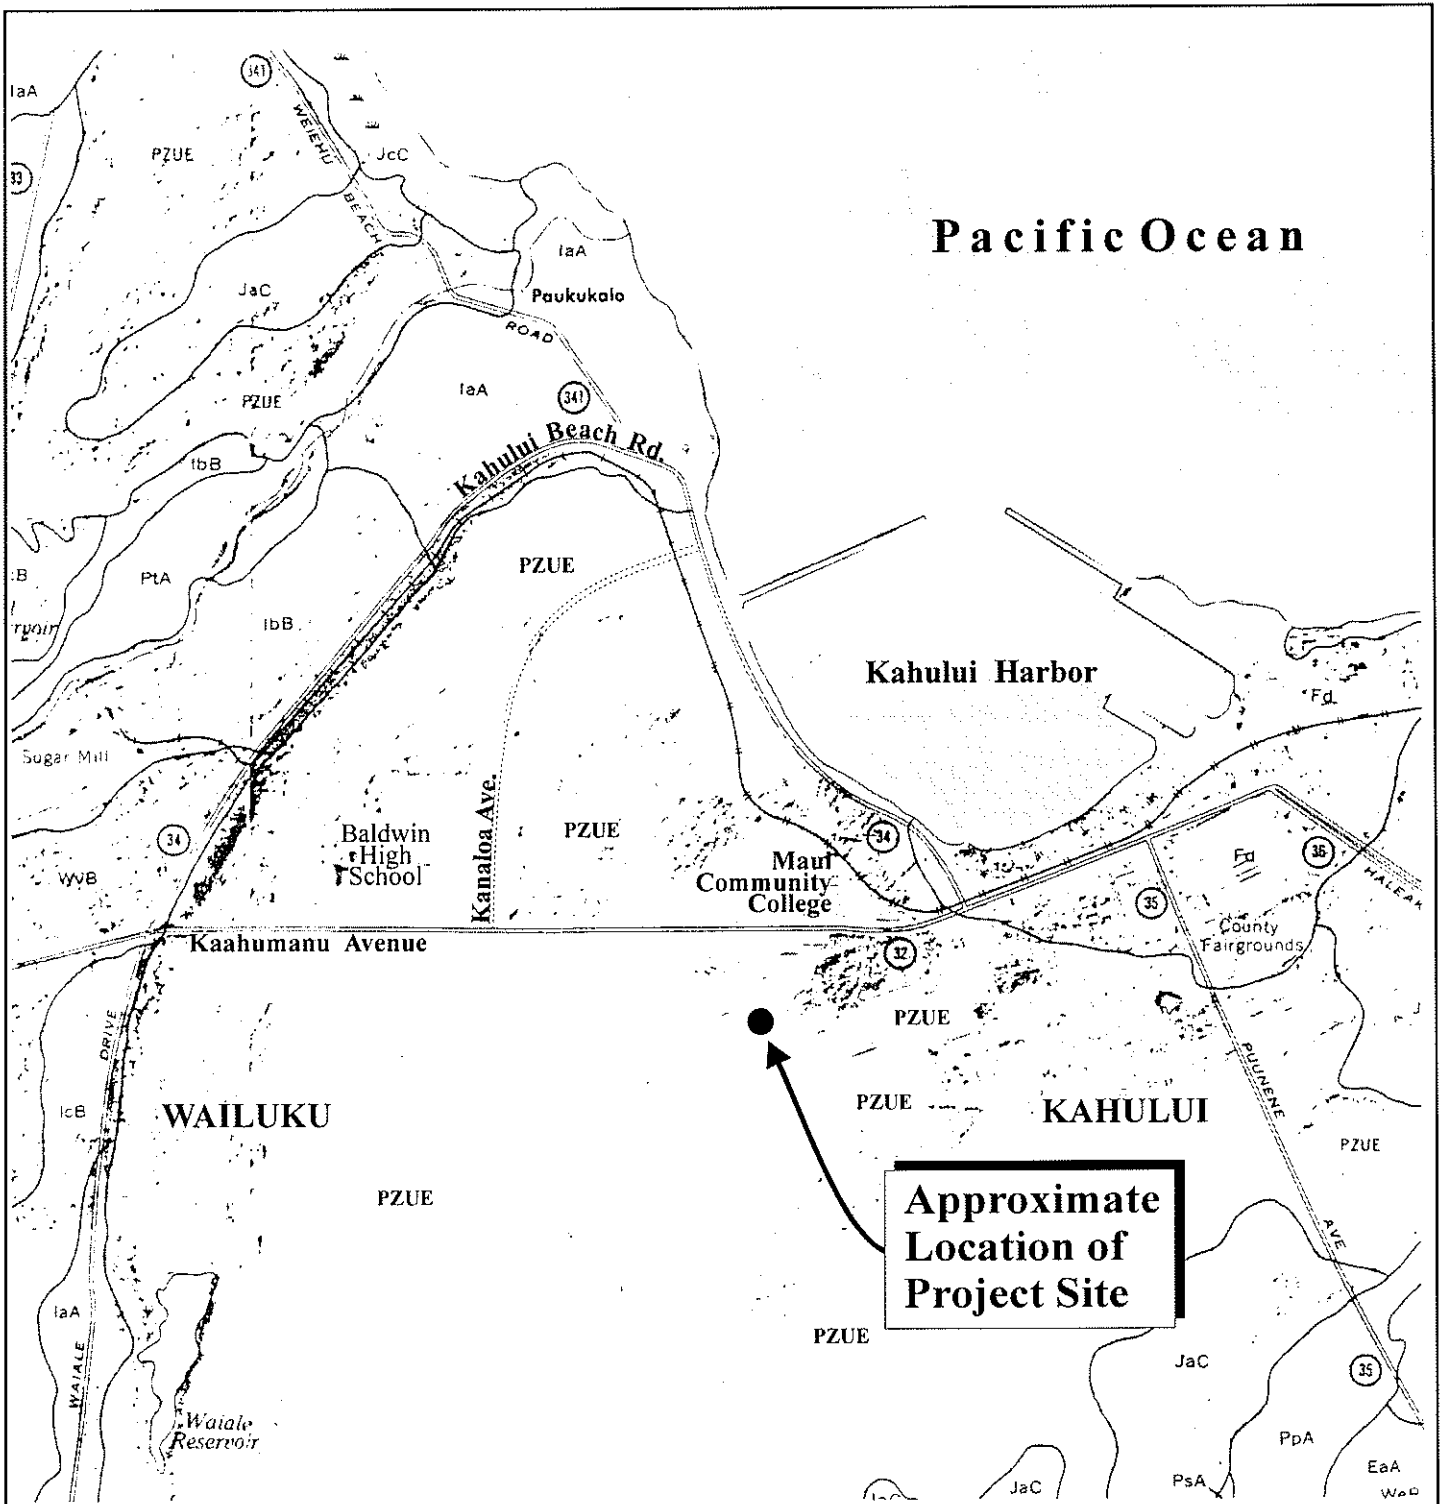 341
IaA
WEIEHU
BEACH
PZUE
JcC
33
Pacific Ocean
IaA
JaC
Paukukalo
ROAD
IaA
341
PZUE
Kahului Beach Rd.
IbB
PZUE
PtA
IbB
Kahului Harbor
Fd
Sugar Mill
Kanaloa Ave.
34
Baldwin
High
School
PZUE
34
Maui
Community
College
36
WvB
HALEAK
35
County
Fairgrounds
Kaahumanu Avenue
32
PZUE
DRIVE
PUUNENE
PZUE
IcB
WAILUKU
KAHULUI
PZUE
PZUE
Approximate
Location of
Project Site
AVE
IaA
WAIALE
PZUE
JaC
35
Waiale
Reservoir
PpA
EaA
PsA
JaC